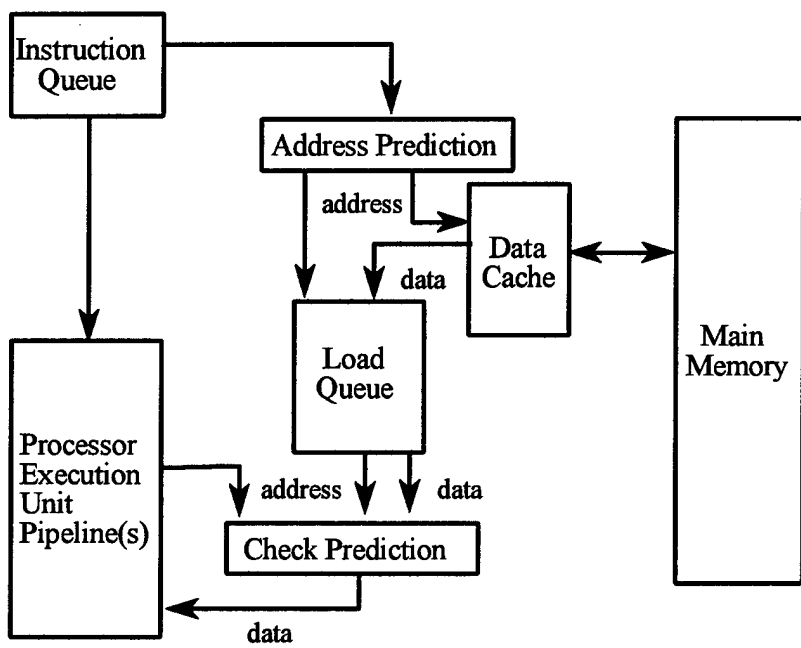 Instruction
Queue
Address Prediction
address
data
Data
Cache
Main
Memory
Load
Queue
Processor
Execution
Unit
Pipeline(s)
address
data
Check Prediction
data